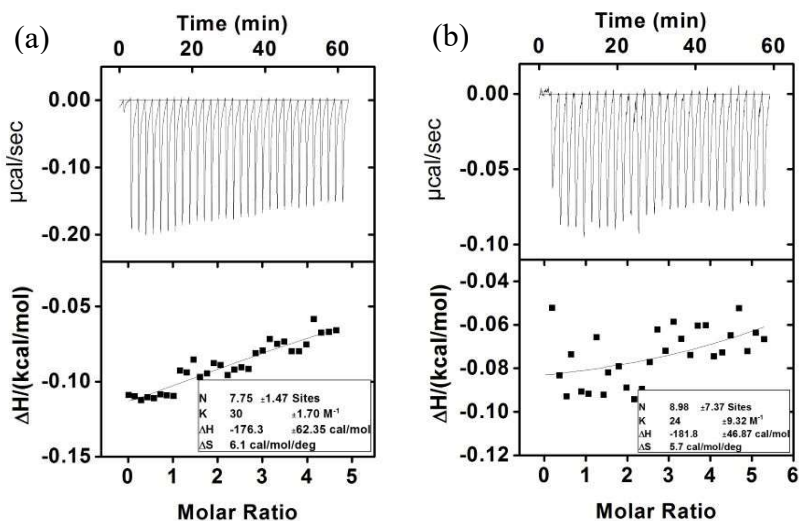 (a)
Time (min)
0 20 40 60
0.00
-0.10
-0.20
µcal/sec
-0.05
-0.10
-0.15
ΔH/(kcal/mol)
N 7.75 ±1.47 Sites
K 30 ±1.70 M⁻¹
ΔH -176.3 ±62.35 cal/mol
ΔS 6.1 cal/mol/deg
0 1 2 3 4 5
Molar Ratio
(b)
Time (min)
0 20 40 60
0.00
-0.05
-0.10
µcal/sec
-0.04
-0.06
-0.08
-0.10
-0.12
ΔH/(kcal/mol)
N 8.98 ±7.37 Sites
K 24 ±9.32 M⁻¹
ΔH -181.8 ±46.87 cal/mol
ΔS 5.7 cal/mol/deg
0 1 2 3 4 5 6
Molar Ratio